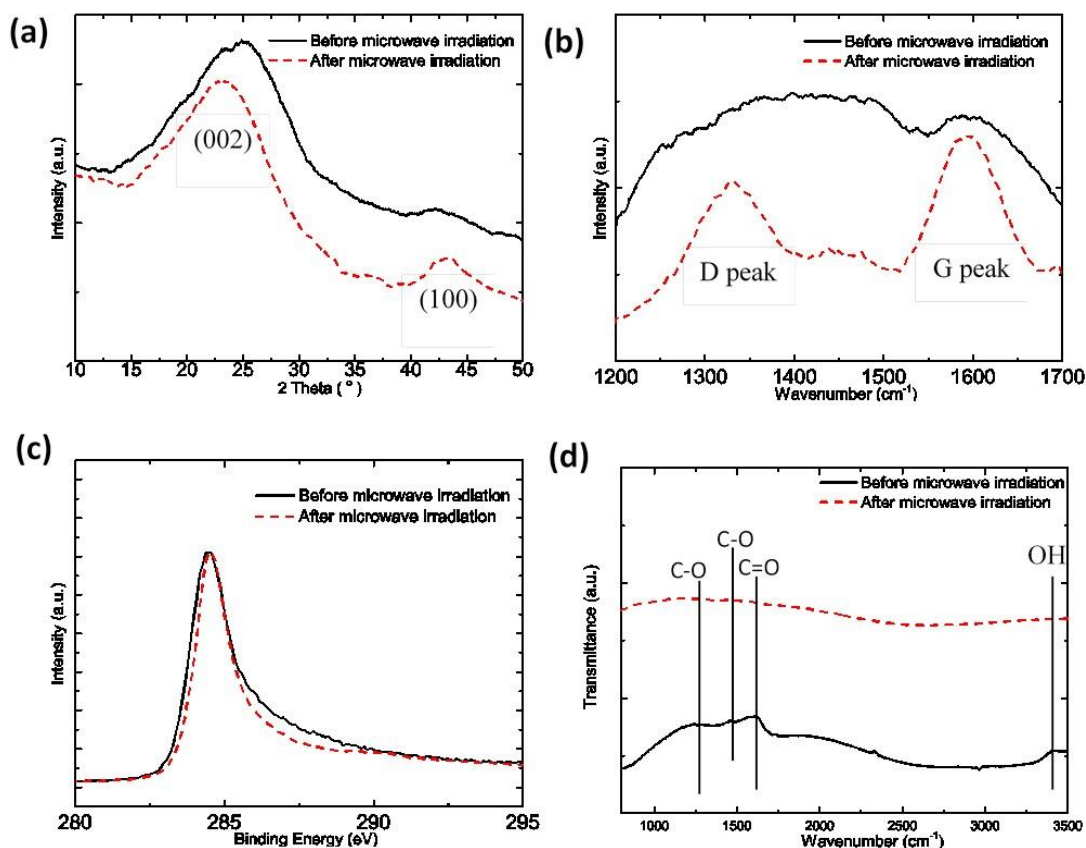 (a)
Before microwave irradiation
After microwave irradiation
(002)
(100)
Intensity (a.u.)
10 15 20 25 30 35 40 45 50
2 Theta ( ° )
(b)
Before microwave irradiation
After microwave irradiation
D peak
G peak
Intensity (a.u.)
1200 1300 1400 1500 1600 1700
Wavenumber (cm-1)
(c)
Before microwave irradiation
After microwave irradiation
Intensity (a.u.)
280 285 290 295
Binding Energy (eV)
(d)
Before microwave irradiation
After microwave irradiation
C-O
C-O
C=O
OH
Transmittance (a.u.)
1000 1500 2000 2500 3000 3500
Wavenumber (cm-1)